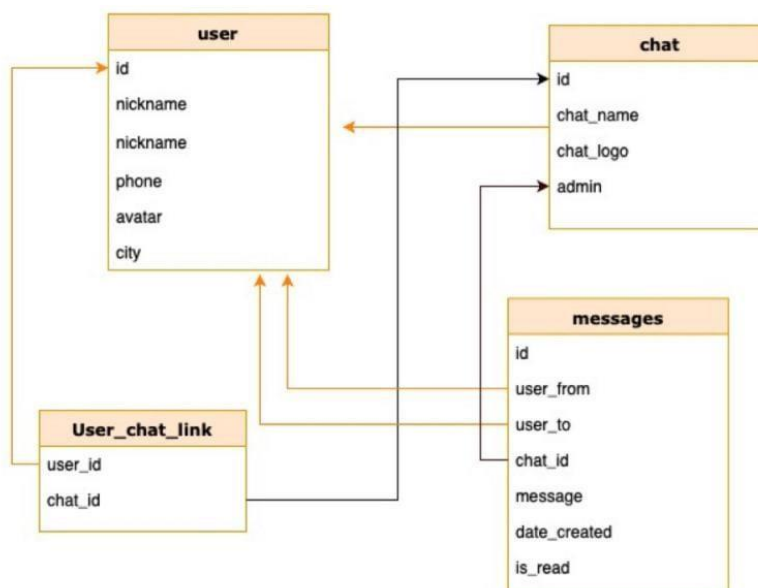 user
id
nickname
nickname
phone
avatar
city
chat
id
chat_name
chat_logo
admin
User_chat_link
user_id
chat_id
messages
id
user_from
user_to
chat_id
message
date_created
is_read